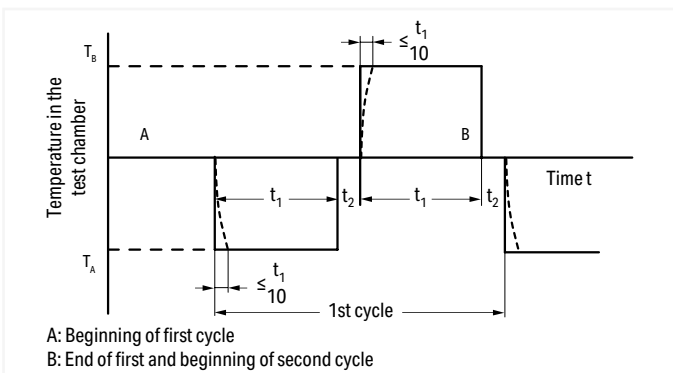 ≤ t₁/10
T_B
Temperature in the
test chamber
A
B
t₁
t₂
t₁
t₂
Time t
T_A
≤ t₁/10
1st cycle
A: Beginning of first cycle
B: End of first and beginning of second cycle